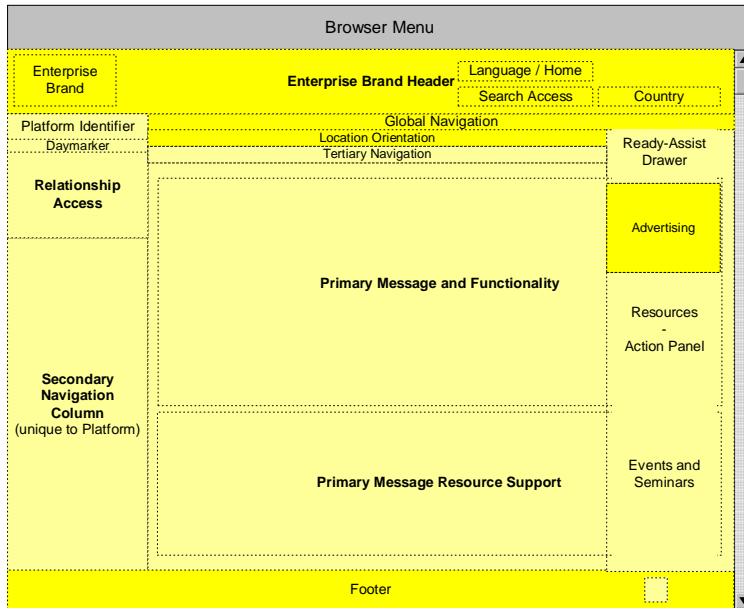 Browser Menu
Enterprise
Brand
Enterprise Brand Header
Language / Home
Search Access
Country
Platform Identifier
Global Navigation
Daymarker
Location Orientation
Tertiary Navigation
Ready-Assist
Drawer
Relationship
Access
Advertising
Primary Message and Functionality
Resources
-
Action Panel
Secondary
Navigation
Column
(unique to Platform)
Primary Message Resource Support
Events and
Seminars
Footer